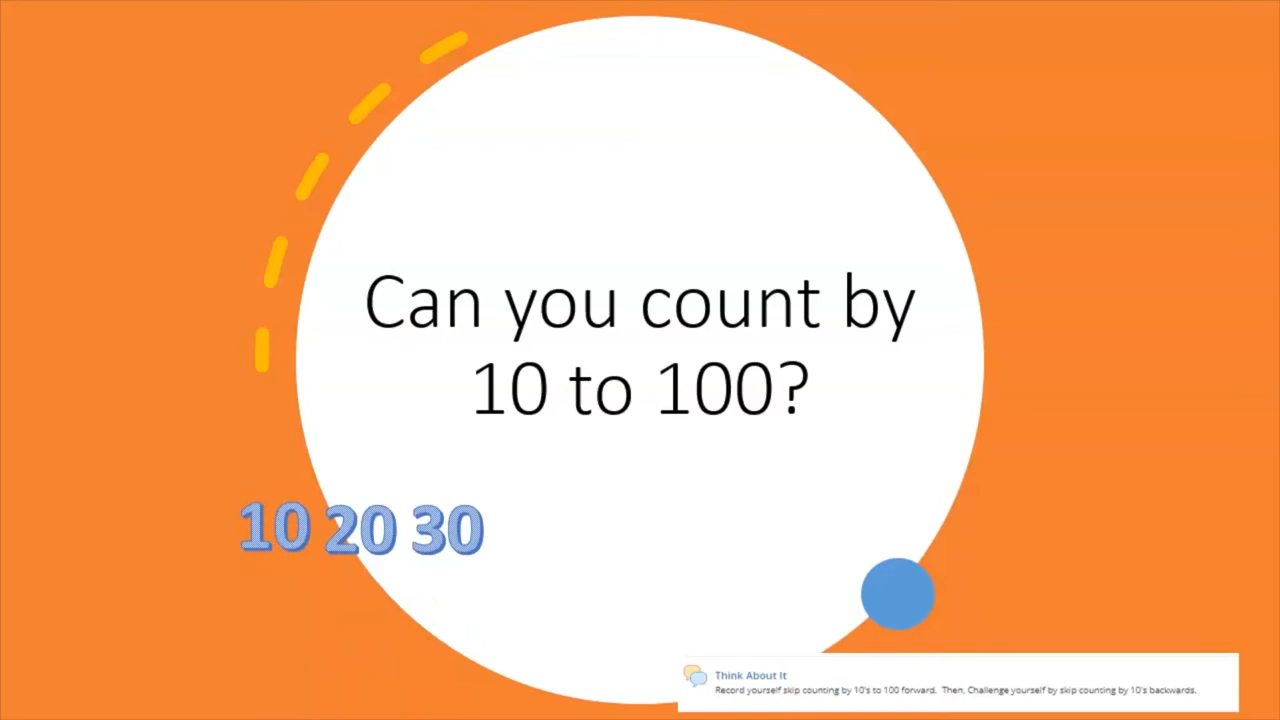 Can you count by
10 to 100?
10 20 30
Think About It
Record yourself skip counting by 10's to 100 forward. Then, Challenge yourself by skip counting by 10's backwards.